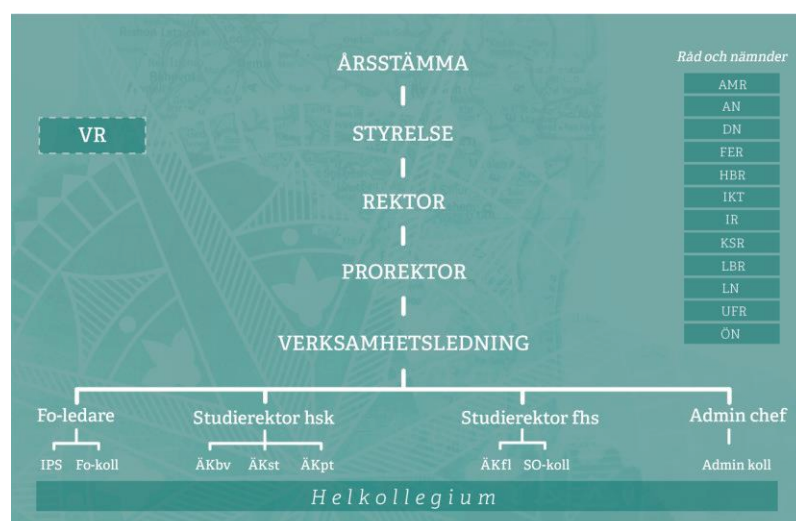 ÅRSSTÄMMA
VR
STYRELSE
REKTOR
PROREKTOR
VERKSAMHETSLEDNING
Fo-ledare
Studierektor hsk
Studierektor fhs
Admin chef
IPS
Fo-koll
ÄKbv
ÄKst
ÄKpt
ÄKfl
SO-koll
Admin koll
Helkollegium
Råd och nämnder
AMR
AN
DN
FER
HBR
IKT
IR
KSR
LBR
LN
UFR
ÖN